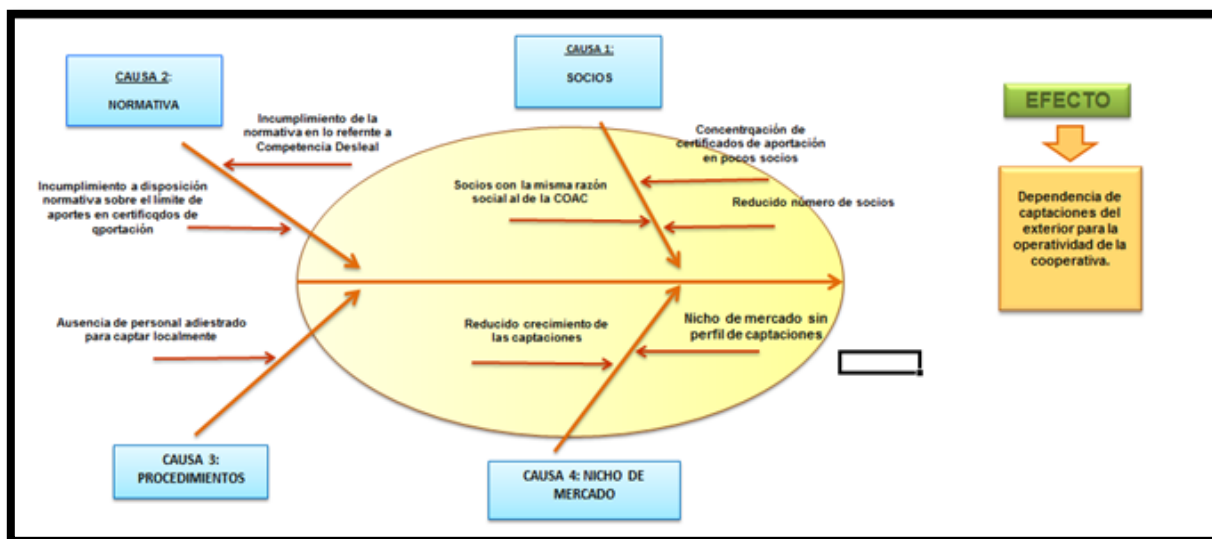 CAUSA 1:
SOCIOS
CAUSA 2:
NORMATIVA
EFECTO
Incumplimiento de la
normativa en lo refernte a
Competencia Desleal
Concentrqación de
certificados de aportación
en pocos socios
Incumplimiento a disposición
normativa sobre el límite de
aportes en certificqdos de
qportación
Socios con la misma razón
social al de la COAC
Reducido número de socios
Dependencia de
captaciones del
exterior para la
operatividad de la
cooperativa.
Ausencia de personal adiestrado
para captar localmente
Reducido crecimiento de
las captaciones
Nicho de mercado sin
perfil de captaciones
CAUSA 3:
PROCEDIMIENTOS
CAUSA 4: NICHO DE
MERCADO